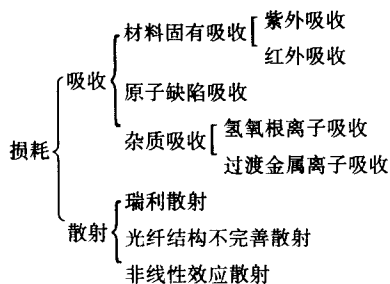 紫外吸收
材料固有吸收
红外吸收
吸收
原子缺陷吸收
氢氧根离子吸收
杂质吸收
过渡金属离子吸收
损耗
瑞利散射
散射
光纤结构不完善散射
非线性效应散射